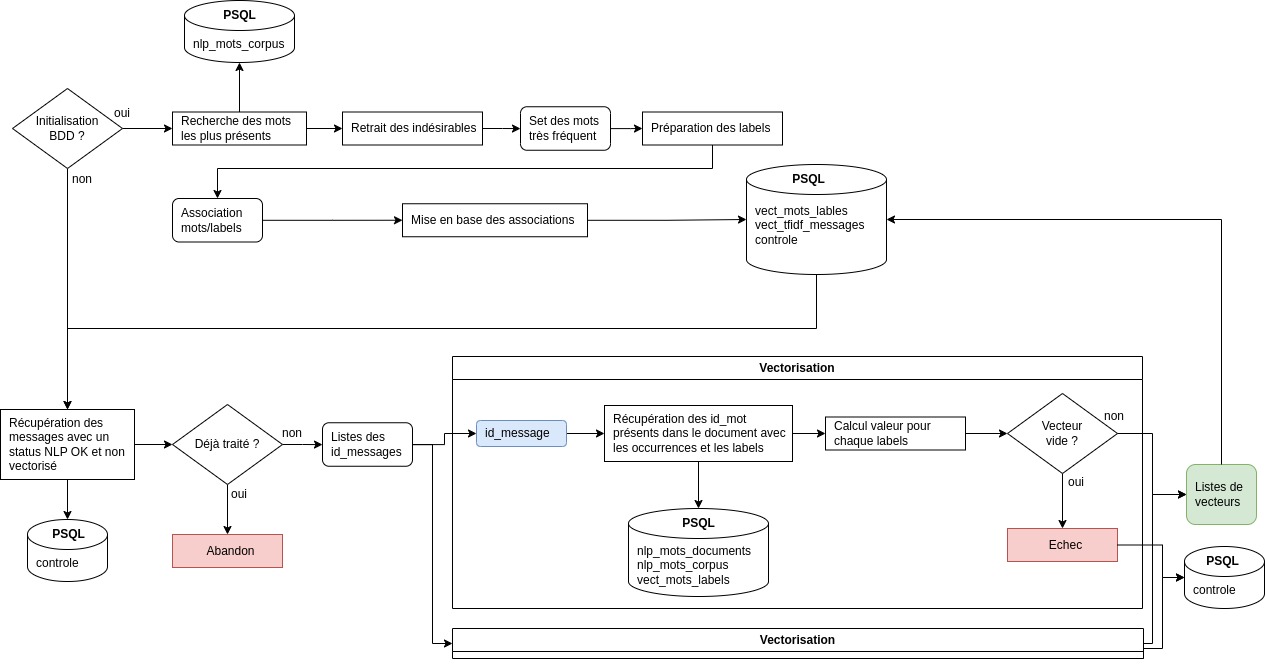 PSQL
nlp_mots_corpus
Initialisation
BDD ?
oui
non
Recherche des mots
les plus présents
Retrait des indésirables
Set des mots
très fréquent
Préparation des labels
Association
mots/labels
Mise en base des associations
PSQL
vect_mots_lables
vect_tfidf_messages
controle
Récupération des
messages avec un
status NLP OK et non
vectorisé
PSQL
controle
Déjà traité ?
non
oui
Abandon
Listes des
id_messages
Vectorisation
id_message
Récupération des id_mot
présents dans le document avec
les occurrences et les labels
PSQL
nlp_mots_documents
nlp_mots_corpus
vect_mots_labels
Calcul valeur pour
chaque labels
Vecteur
vide ?
non
oui
Echec
Listes de
vecteurs
PSQL
controle
Vectorisation